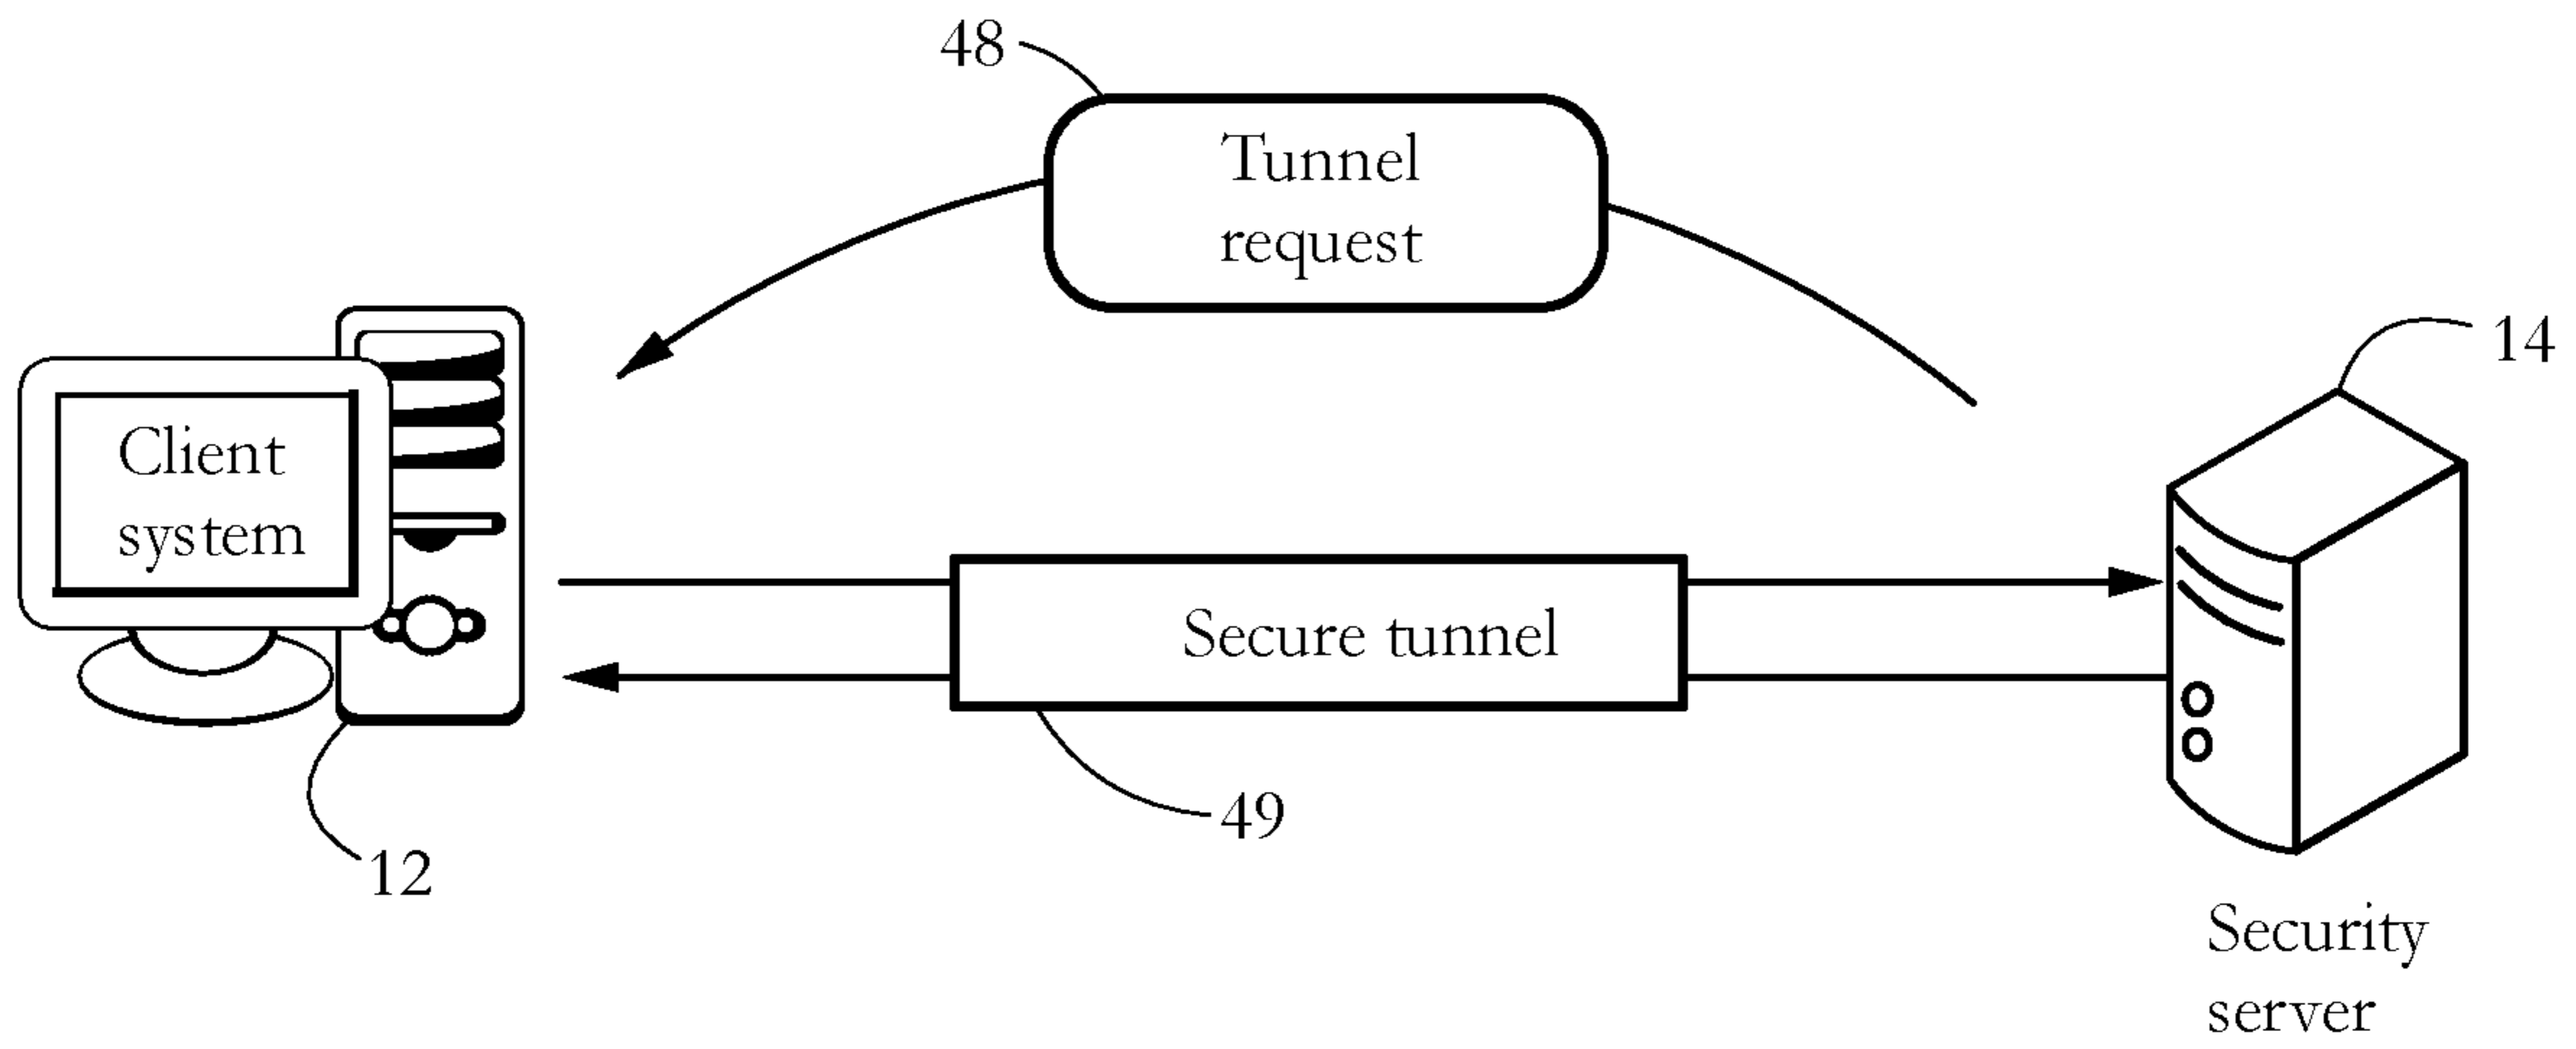 48
Tunnel
request
14
Client
system
Secure tunnel
49
12
Security
server